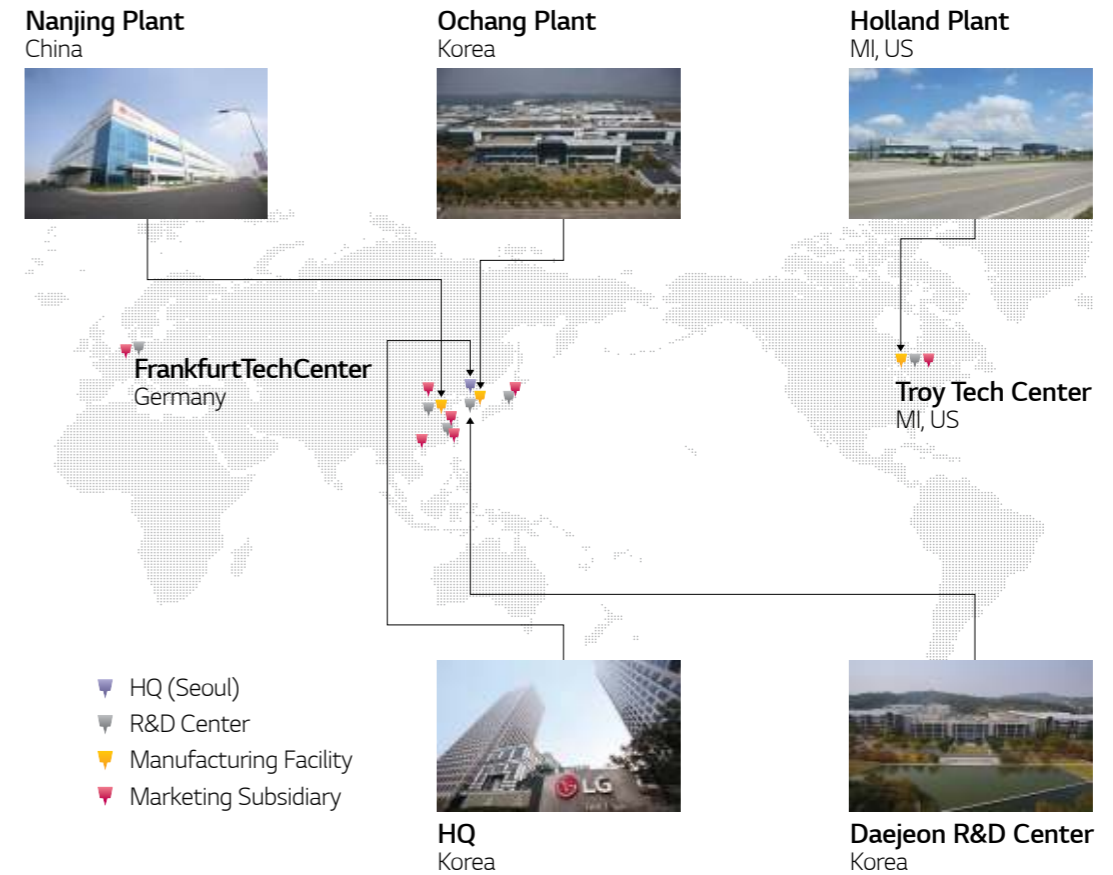 Nanjing Plant
China
Ochang Plant
Korea
Holland Plant
MI, US
FrankfurtTechCenter
Germany
Troy Tech Center
MI, US
HQ (Seoul)
R&D Center
Manufacturing Facility
Marketing Subsidiary
LG
HQ
Korea
Daejeon R&D Center
Korea